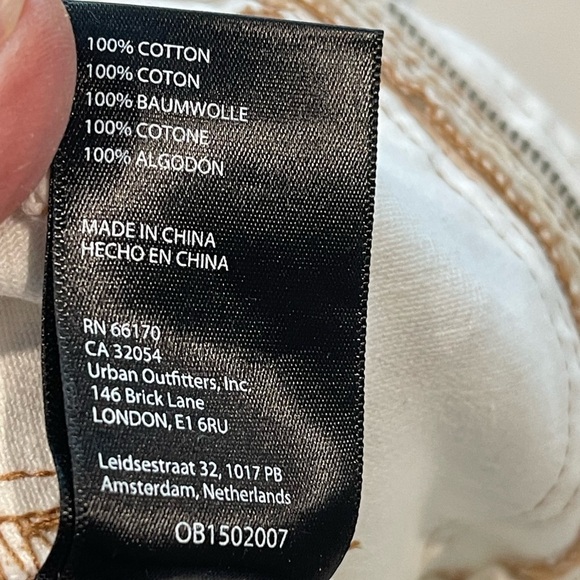 100% COTTON
100% COTON
100% BAUMWOLLE
100% COTONE
100% ALGODON
MADE IN CHINA
HECHO EN CHINA
RN 66170
CA 32054
Urban Outfitters, Inc.
146 Brick Lane
LONDON, E1 6RU
Leidsestraat 32, 1017 PB
Amsterdam, Netherlands
OB1502007